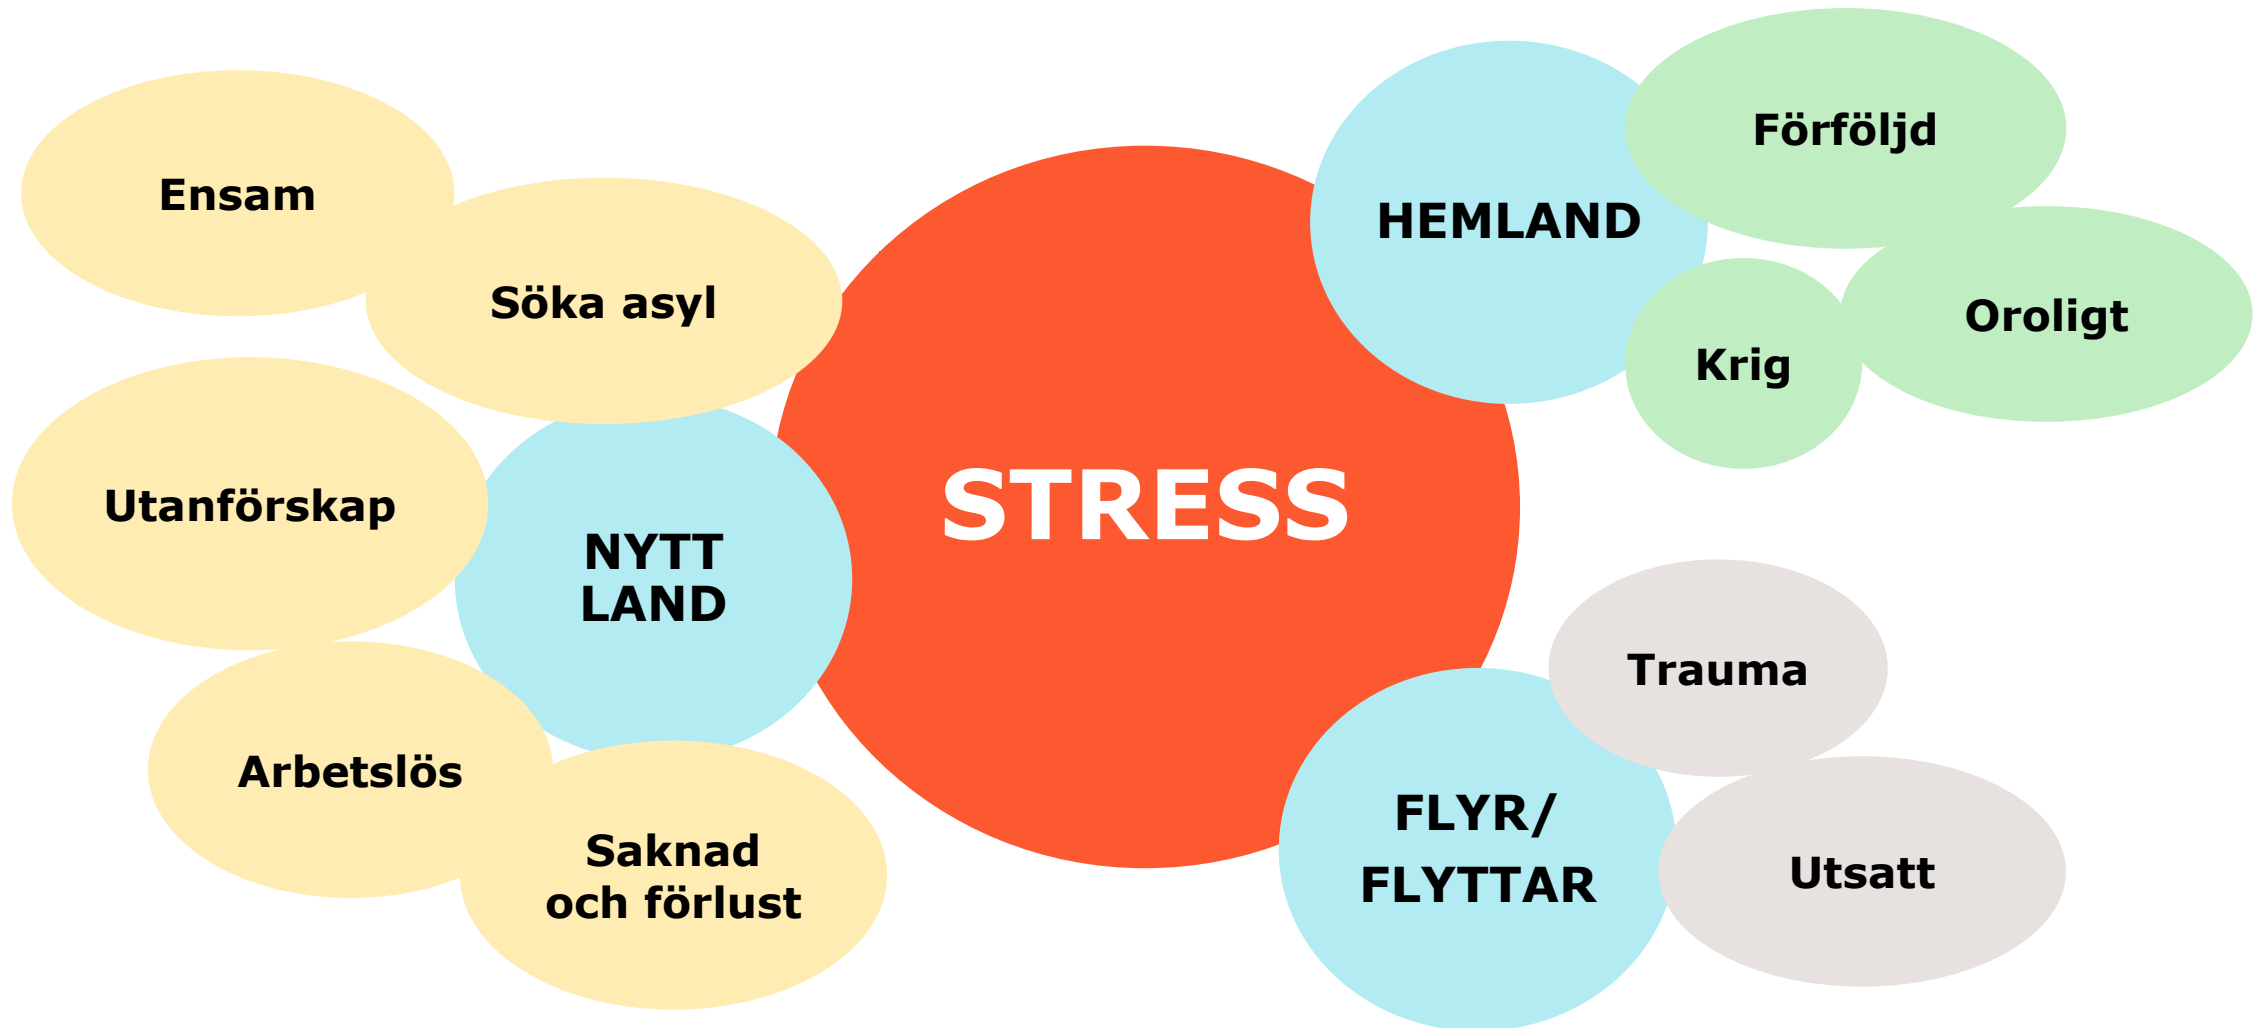 Ensam
Söka asyl
Utanförskap
NYTT
LAND
Arbetslös
Saknad
och förlust
STRESS
HEMLAND
Förföljd
Oroligt
Krig
Trauma
FLYR/
FLYTTAR
Utsatt